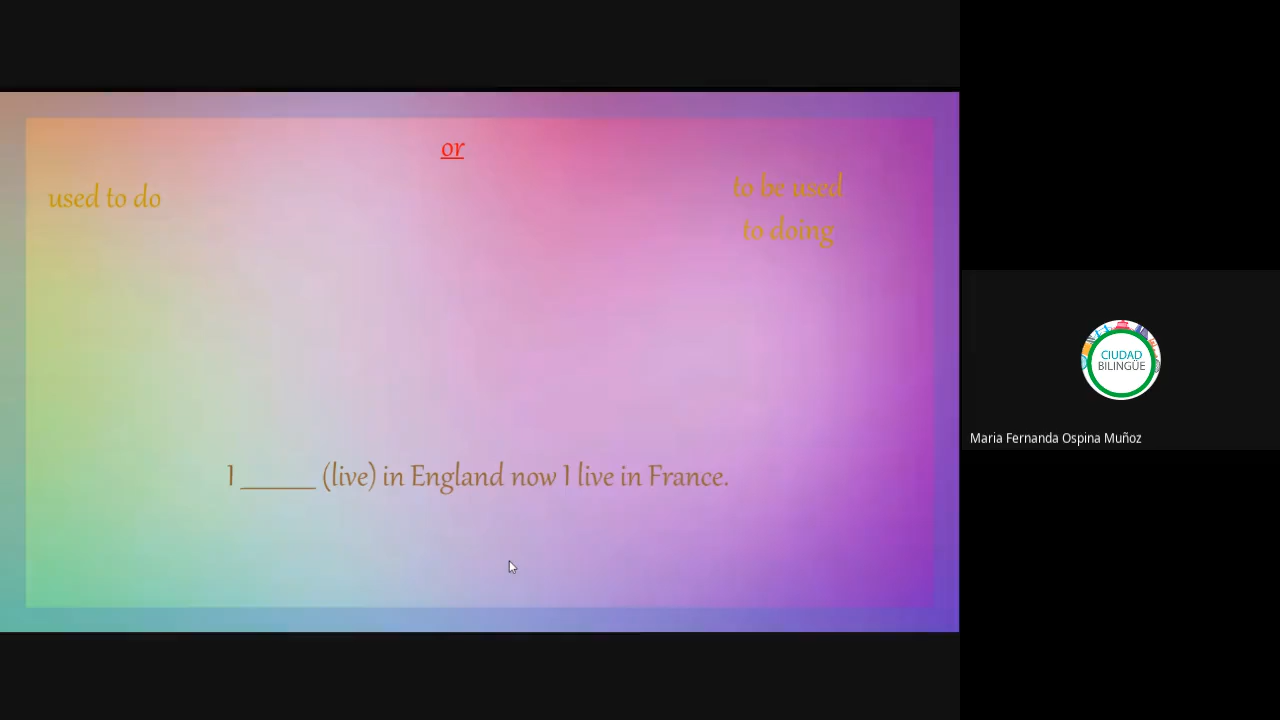 or
used to do
to be used
to doing
I ______ (live) in England now I live in France.
CIUDAD
BILINGÜE
Maria Fernanda Ospina Muñoz